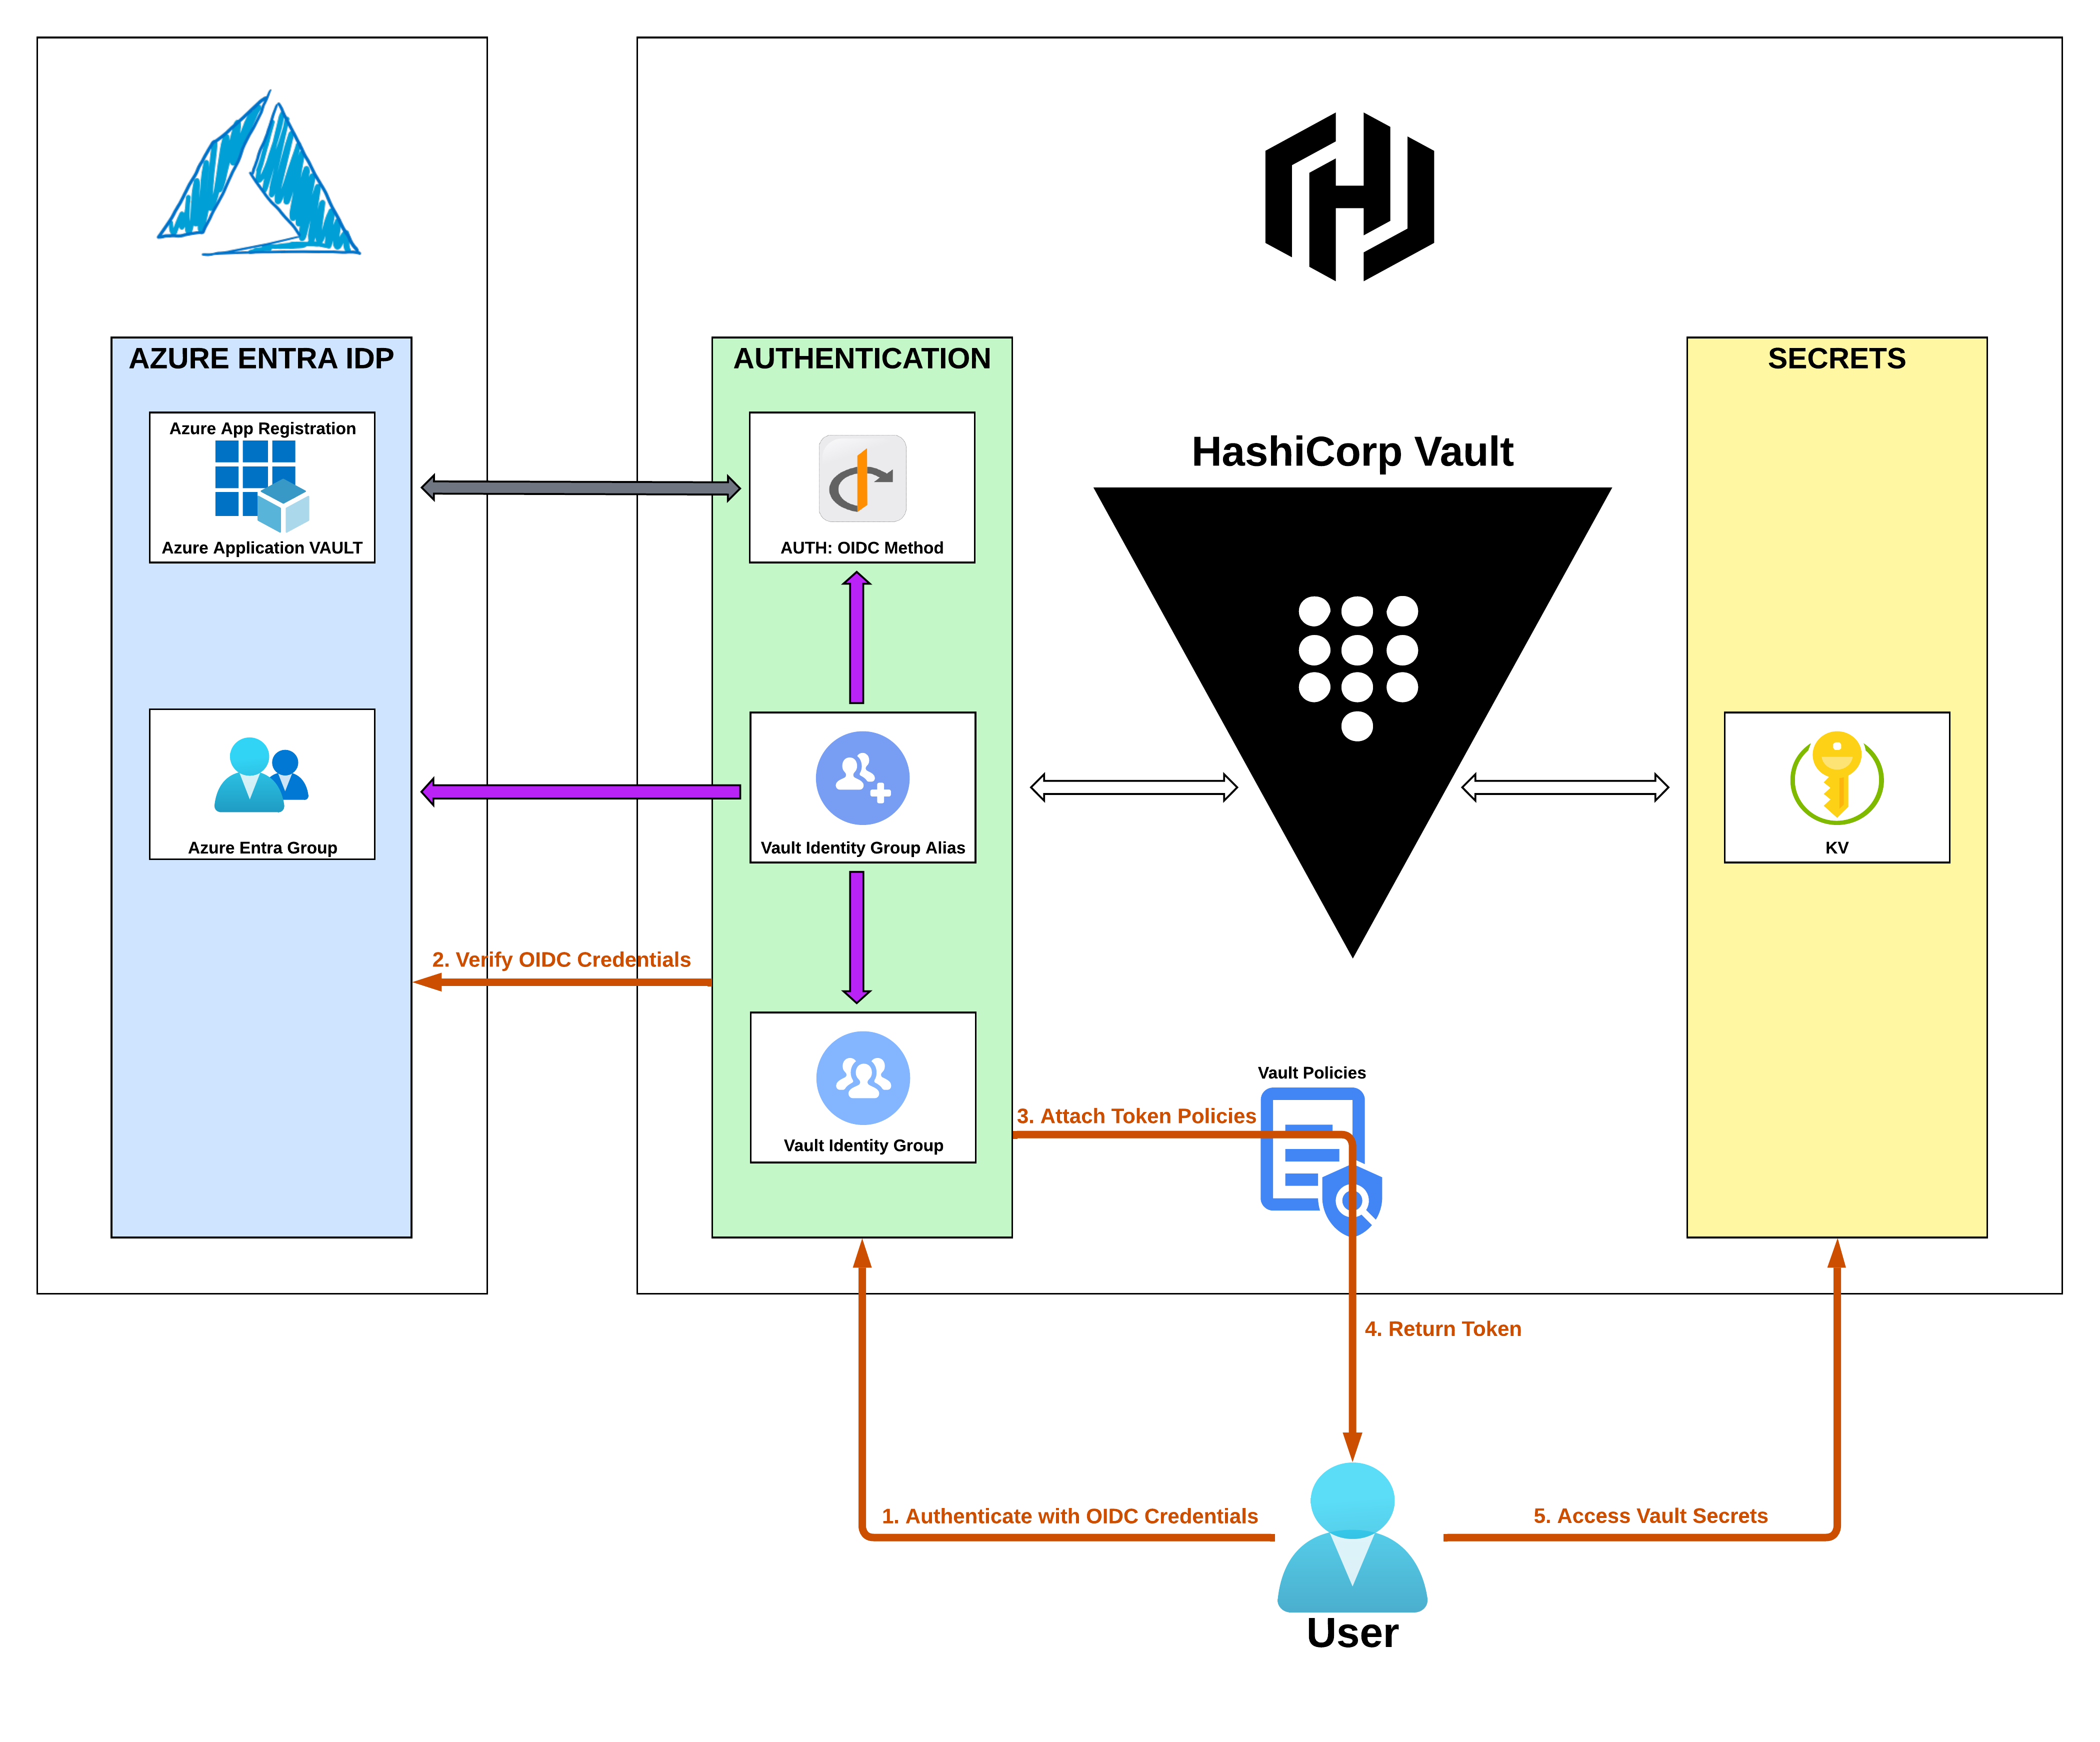 AZURE ENTRA IDP
Azure App Registration
Azure Application VAULT
Azure Entra Group
AUTHENTICATION
AUTH: OIDC Method
Vault Identity Group Alias
Vault Identity Group
HashiCorp Vault
Vault Policies
SECRETS
KV
2. Verify OIDC Credentials
3. Attach Token Policies
4. Return Token
1. Authenticate with OIDC Credentials
5. Access Vault Secrets
User